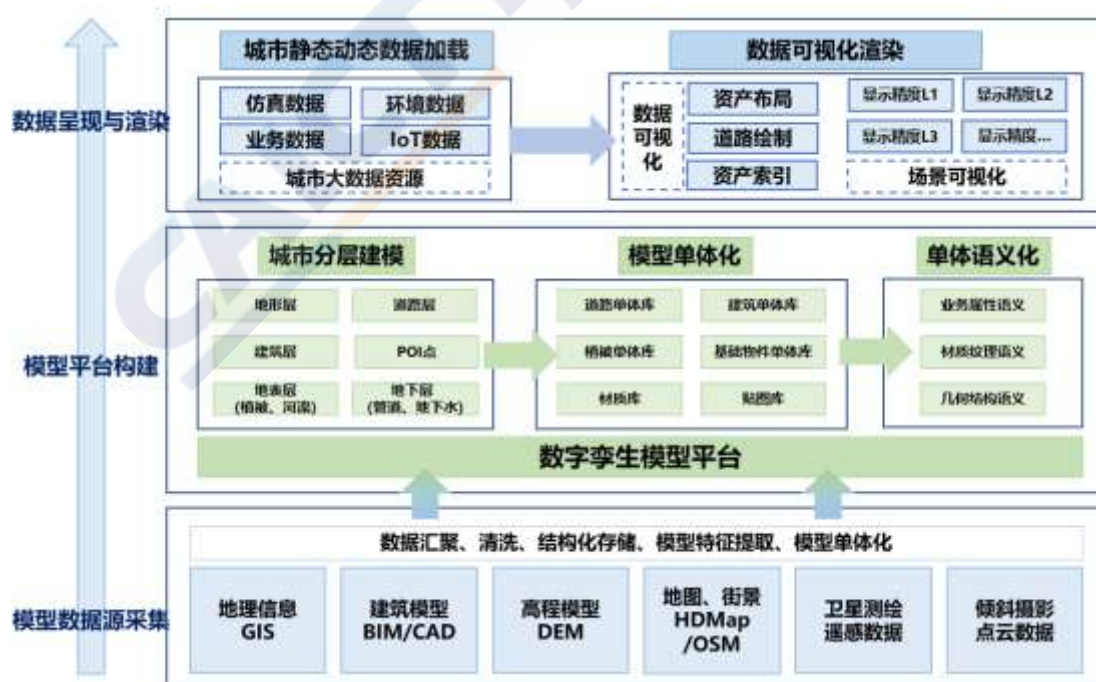 城市静态动态数据加载
数据可视化渲染
数据呈现与渲染
仿真数据
环境数据
业务数据
IoT数据
城市大数据资源
数据
可视
化
资产布局
道路绘制
资产索引
显示精度L1
显示精度L2
显示精度L3
显示精度...
场景可视化
城市分层建模
模型单体化
单体语义化
模型平台构建
地形层
道路层
建筑层
POI点
地表层
(植被、河流)
地下层
(管道、地下水)
道路单体库
建筑单体库
植被单体库
基础物件单体库
材质库
贴图库
业务属性语义
材质纹理语义
几何结构语义
数字孪生模型平台
数据汇聚、清洗、结构化存储、模型特征提取、模型单体化
模型数据源采集
地理信息
GIS
建筑模型
BIM/CAD
高程模型
DEM
地图、街景
HDMap
/OSM
卫星测绘
遥感数据
倾斜摄影
点云数据